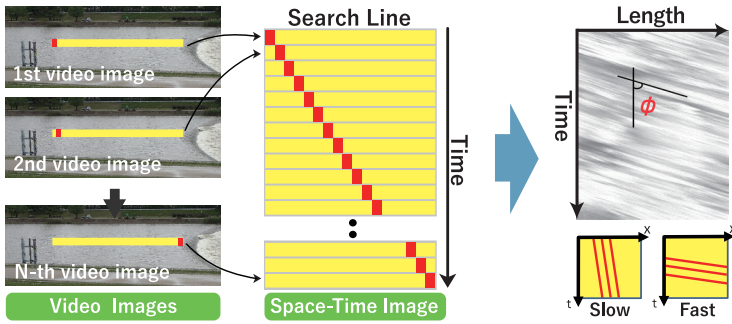 1st video image
2nd video image
N-th video image
Video Images
Search Line
Time
Space-Time Image
Length
Time
ϕ
x
t
Slow
x
t
Fast